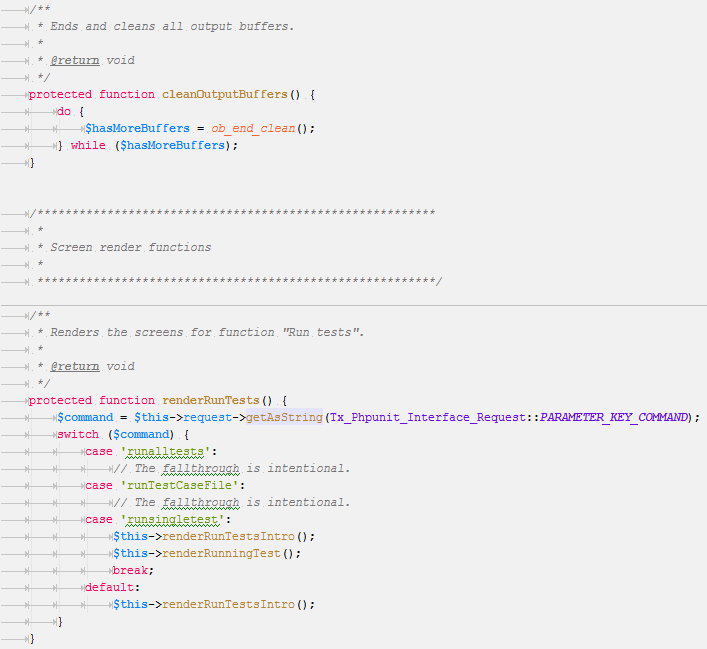 /**
 * Ends and cleans all output buffers.
 *
 * @return void
 */
protected function cleanOutputBuffers() {
    do {
        $hasMoreBuffers = ob_end_clean();
    } while ($hasMoreBuffers);
}
/*********************************************************
 *
 * Screen render functions
 *
 *********************************************************/
/**
 * Renders the screens for function "Run tests".
 *
 * @return void
 */
protected function renderRunTests() {
    $command = $this->request->getAsString(Tx_Phpunit_Interface_Request::PARAMETER_KEY_COMMAND);
    switch ($command) {
        case 'runalltests':
            // The fallthrough is intentional.
        case 'runTestCaseFile':
            // The fallthrough is intentional.
        case 'runsingletest':
            $this->renderRunTestsIntro();
            $this->renderRunningTest();
            break;
        default:
            $this->renderRunTestsIntro();
    }
}